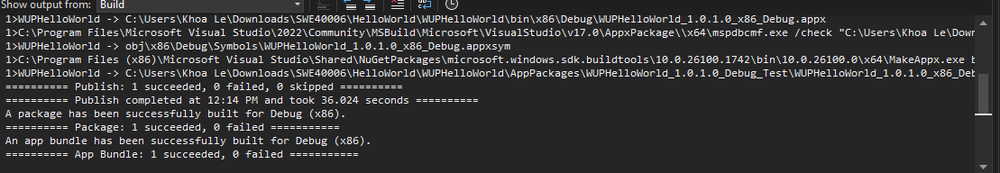 Show output from: Build
1>WUPHelloWorld -> C:\Users\Khoa Le\Downloads\SWE40006\HelloWorld\WUPHelloWorld\bin\x86\Debug\WUPHelloWorld_1.0.1.0_x86_Debug.appx
1>C:\Program Files\Microsoft Visual Studio\2022\Community\MSBuild\Microsoft\VisualStudio\v17.0\AppxPackage\\x64\mspdbcmf.exe /check "C:\Users\Khoa Le\Down
1>WUPHelloWorld -> obj\x86\Debug\Symbols\WUPHelloWorld_1.0.1.0_x86_Debug.appxsym
1>C:\Program Files (x86)\Microsoft Visual Studio\Shared\NuGetPackages\microsoft.windows.sdk.buildtools\10.0.26100.1742\bin\10.0.26100.0\x64\MakeAppx.exe b
1>WUPHelloWorld -> C:\Users\Khoa Le\Downloads\SWE40006\HelloWorld\WUPHelloWorld\AppPackages\WUPHelloWorld_1.0.1.0_Debug_Test\WUPHelloWorld_1.0.1.0_x86_Deb
========== Publish: 1 succeeded, 0 failed, 0 skipped ==========
========== Publish completed at 12:14 PM and took 36.024 seconds ==========
A package has been successfully built for Debug (x86).
========== Package: 1 succeeded, 0 failed ===========
An app bundle has been successfully built for Debug (x86).
========== App Bundle: 1 succeeded, 0 failed ===========